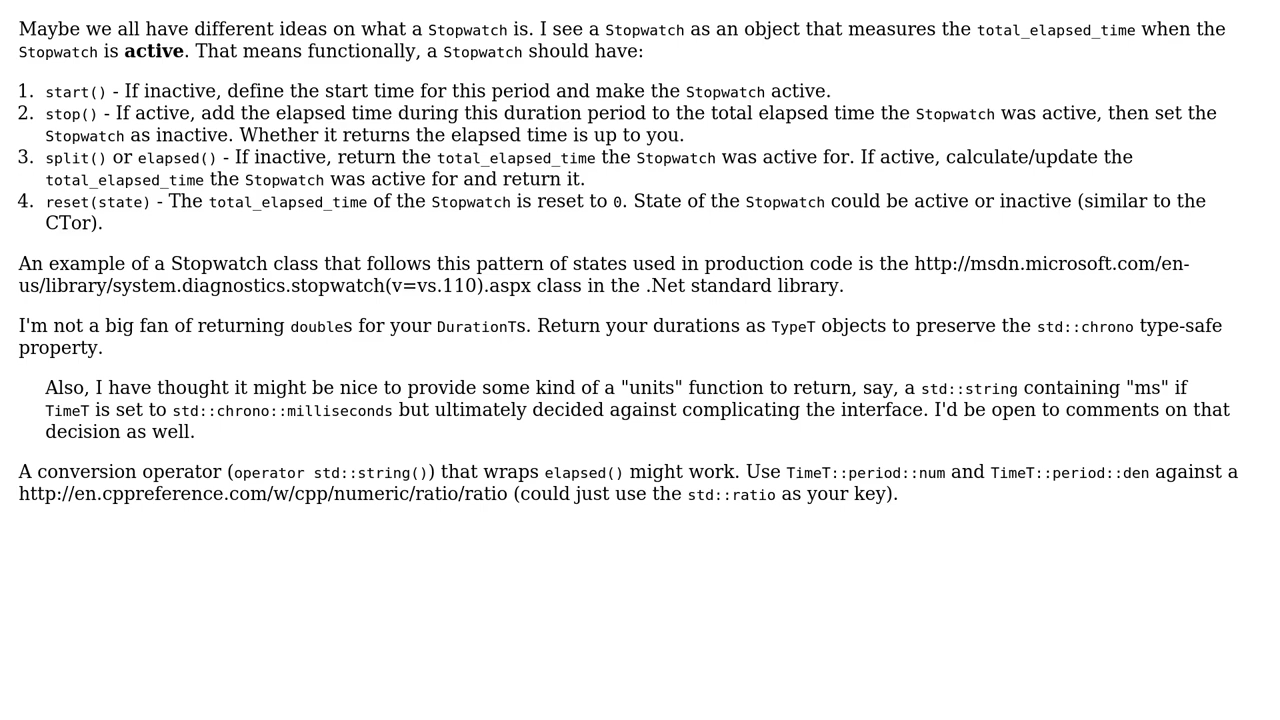 Maybe we all have different ideas on what a Stopwatch is. I see a Stopwatch as an object that measures the total_elapsed_time when the
Stopwatch is active. That means functionally, a Stopwatch should have:
1. start() - If inactive, define the start time for this period and make the Stopwatch active.
2. stop() - If active, add the elapsed time during this duration period to the total elapsed time the Stopwatch was active, then set the
Stopwatch as inactive. Whether it returns the elapsed time is up to you.
3. split() or elapsed() - If inactive, return the total_elapsed_time the Stopwatch was active for. If active, calculate/update the
total_elapsed_time the Stopwatch was active for and return it.
4. reset(state) - The total_elapsed_time of the Stopwatch is reset to 0. State of the Stopwatch could be active or inactive (similar to the
CTor).
An example of a Stopwatch class that follows this pattern of states used in production code is the http://msdn.microsoft.com/en-
us/library/system.diagnostics.stopwatch(v=vs.110).aspx class in the .Net standard library.
I'm not a big fan of returning doubles for your DurationTs. Return your durations as TypeT objects to preserve the std::chrono type-safe
property.
Also, I have thought it might be nice to provide some kind of a "units" function to return, say, a std::string containing "ms" if
TimeT is set to std::chrono::milliseconds but ultimately decided against complicating the interface. I'd be open to comments on that
decision as well.
A conversion operator (operator std::string()) that wraps elapsed() might work. Use TimeT::period::num and TimeT::period::den against a
http://en.cppreference.com/w/cpp/numeric/ratio/ratio (could just use the std::ratio as your key).